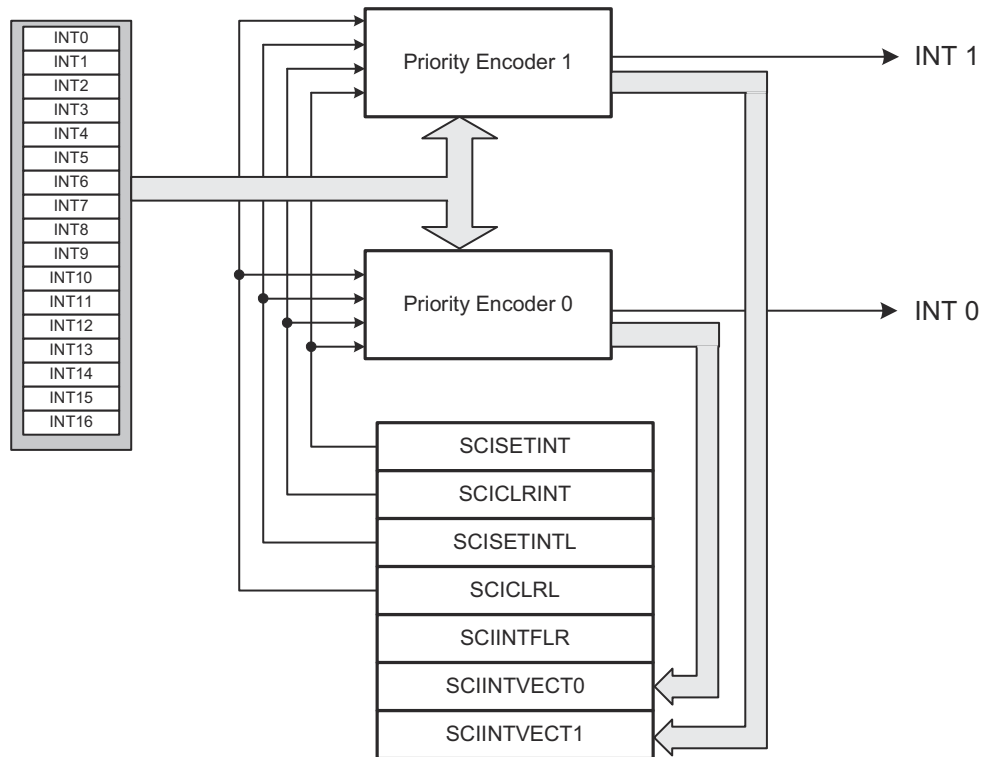 INT0
INT1
INT2
INT3
INT4
INT5
INT6
INT7
INT8
INT9
INT10
INT11
INT12
INT13
INT14
INT15
INT16
Priority Encoder 1
INT 1
Priority Encoder 0
INT 0
SCISETINT
SCICLRINT
SCISETINTL
SCICLRL
SCIINTFLR
SCIINTVECT0
SCIINTVECT1